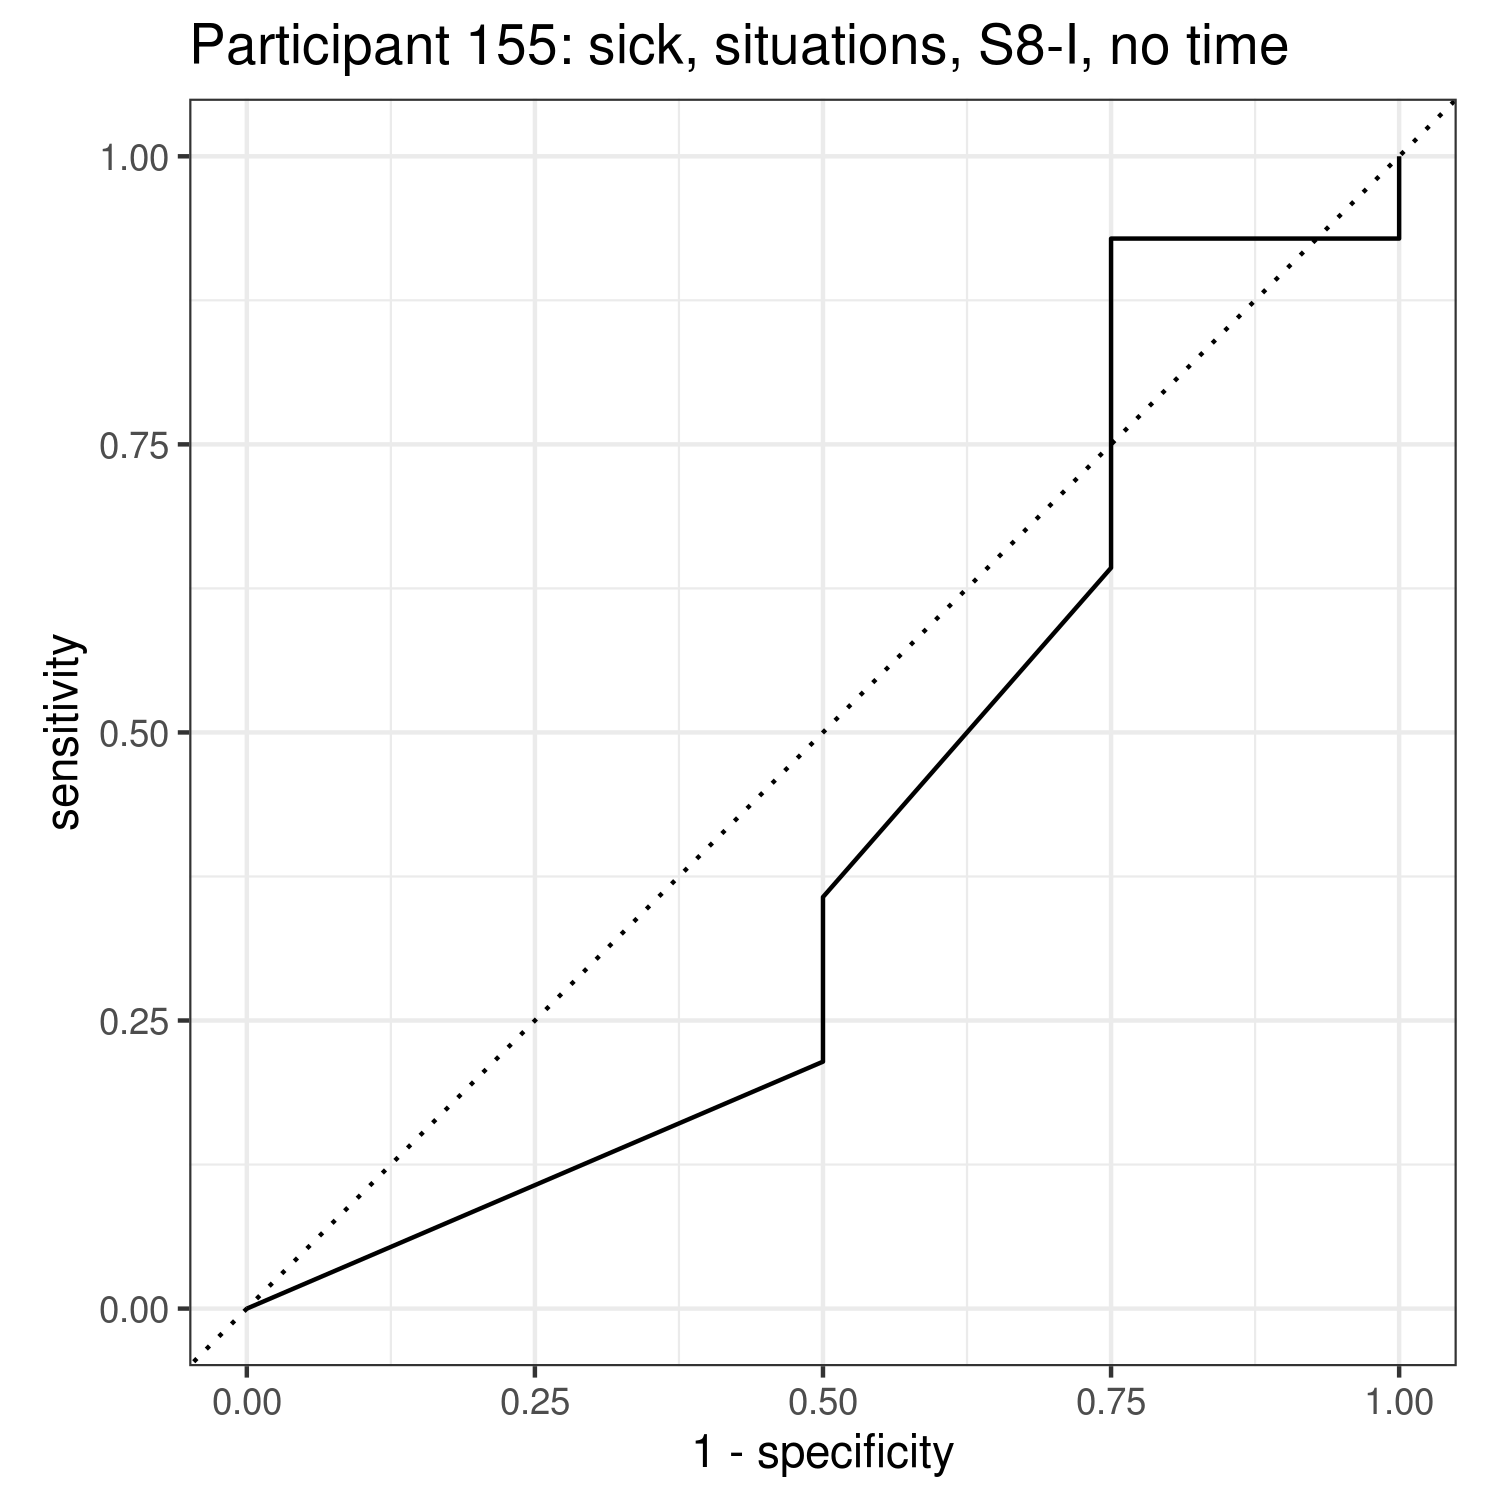 Participant 155: sick, situations, S8-I, no time
1.00
0.75
0.50
0.25
0.00
sensitivity
0.00 0.25 0.50 0.75 1.00
1 - specificity